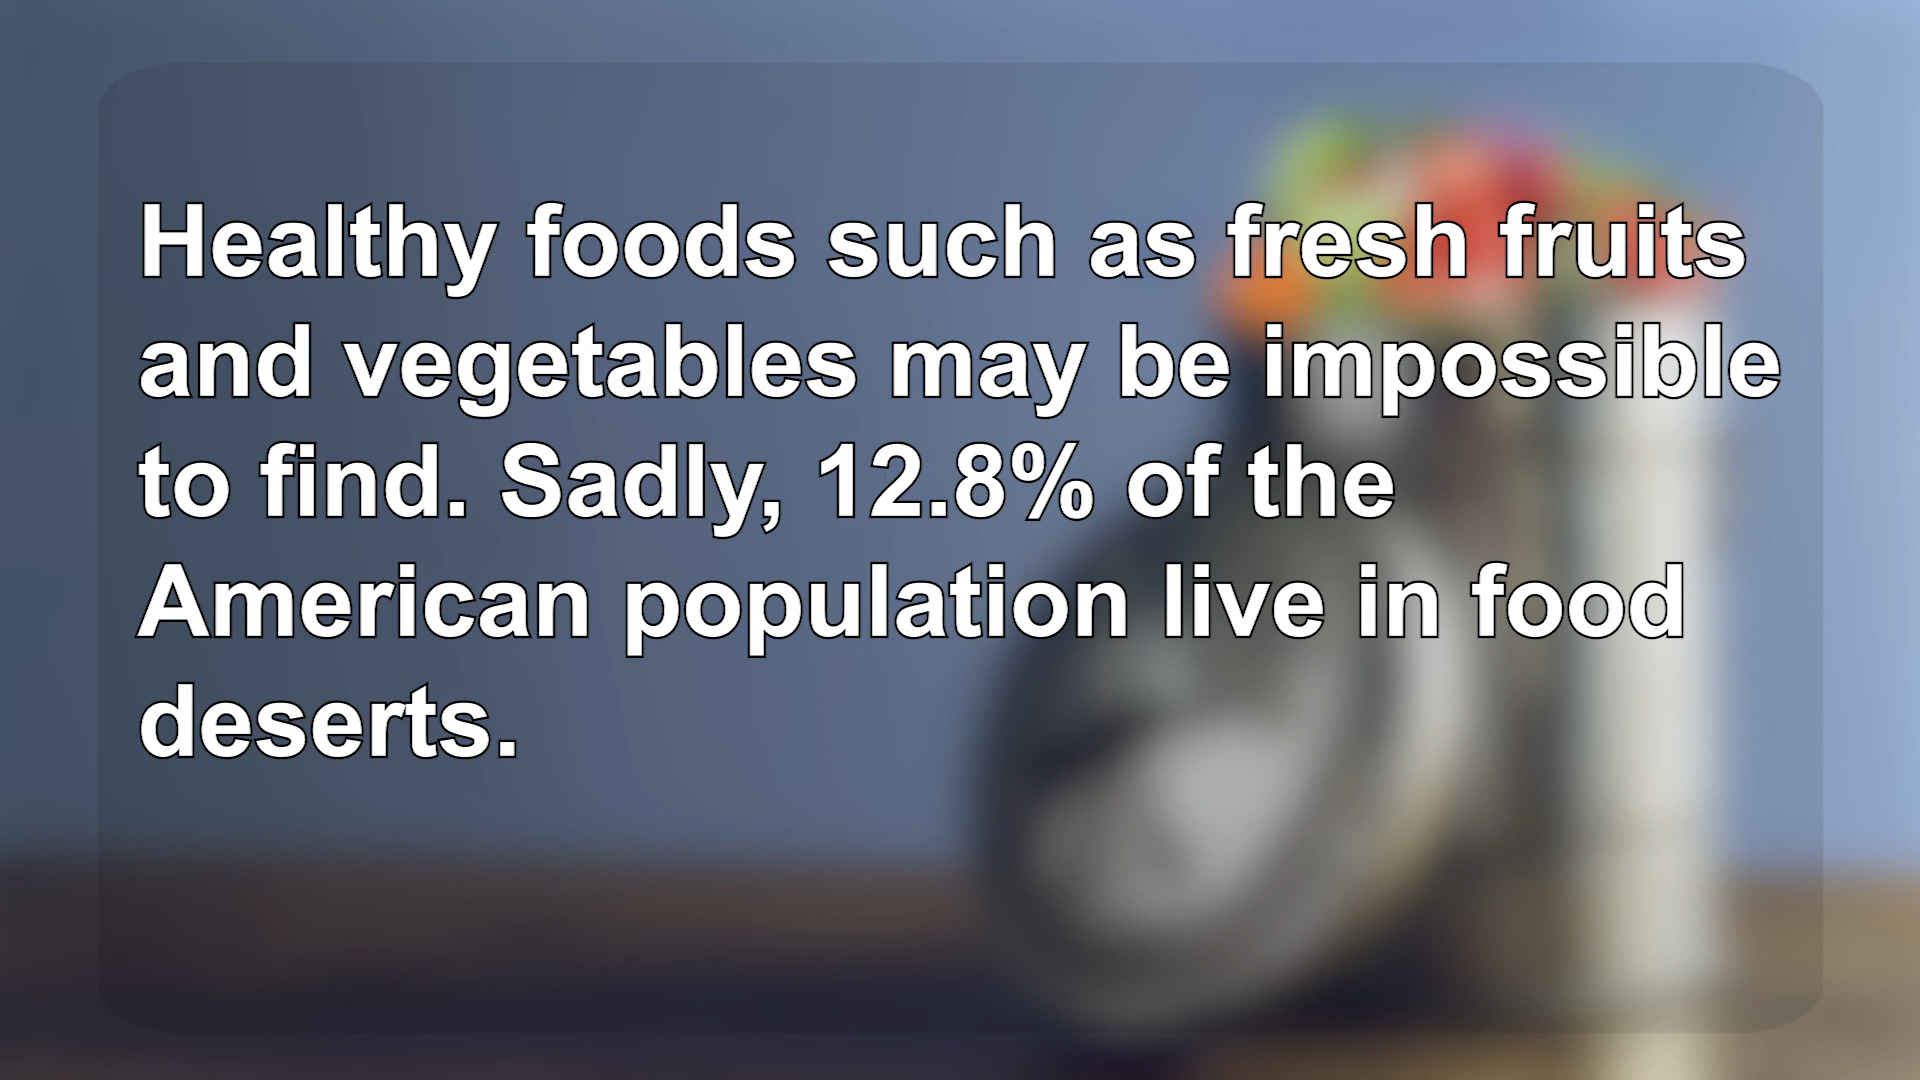 Healthy foods such as fresh fruits
and vegetables may be impossible
to find. Sadly, 12.8% of the
American population live in food
deserts.